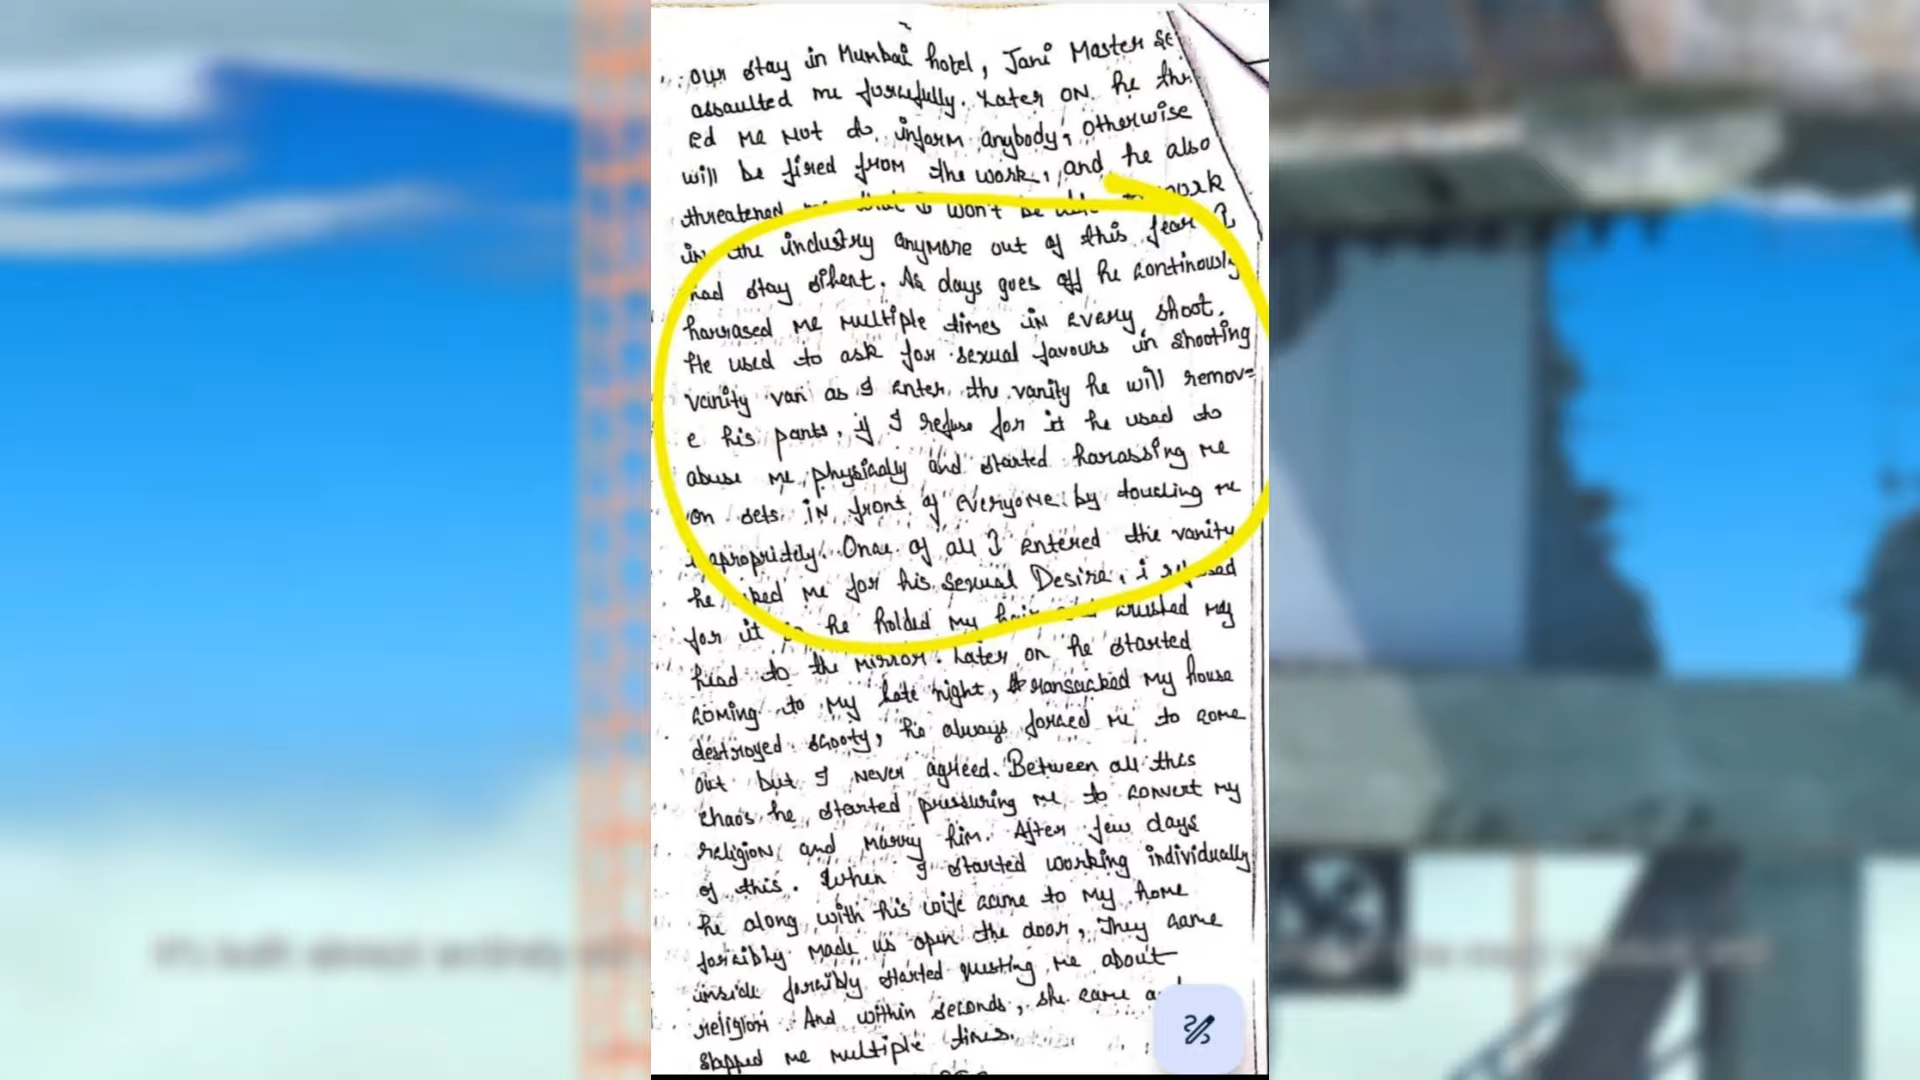 our stay in Mumbai hotel, Jani Master se
assaulted me forcefully. Later ON he thr
ed me Not do inform anybody, otherwise
will be fired from the work, and he also
threatened won't be work
in the industry anymore out of this fear I
had stay silent. As days goes off he continously
harrased me multiple times in every shoot.
He used to ask for sexual favours in shooting
vanity van as I enter the vanity he will remov=
e his pants, if I refuse for it he used to
abuse me physically and started harassing me
on sets in front of everyone by touching me
apropriately. Once of all I entered the vanity
he me for his sexual Desire, i refused
for it he holded my crushed my
head to the mirror. Later on he started
coming to my late night, ransacked my house
destroyed scooty, he always forced me to come
out but I never agreed. Between all this
chaos he started pressuring me to convert my
religion and marry him. After few days
of this. When I started working individually
he along with his wife came to my home
forcibly made us open the door, They came
inside forcibly started questing me about
religion. And within seconds, she came
slapped me multiple times.